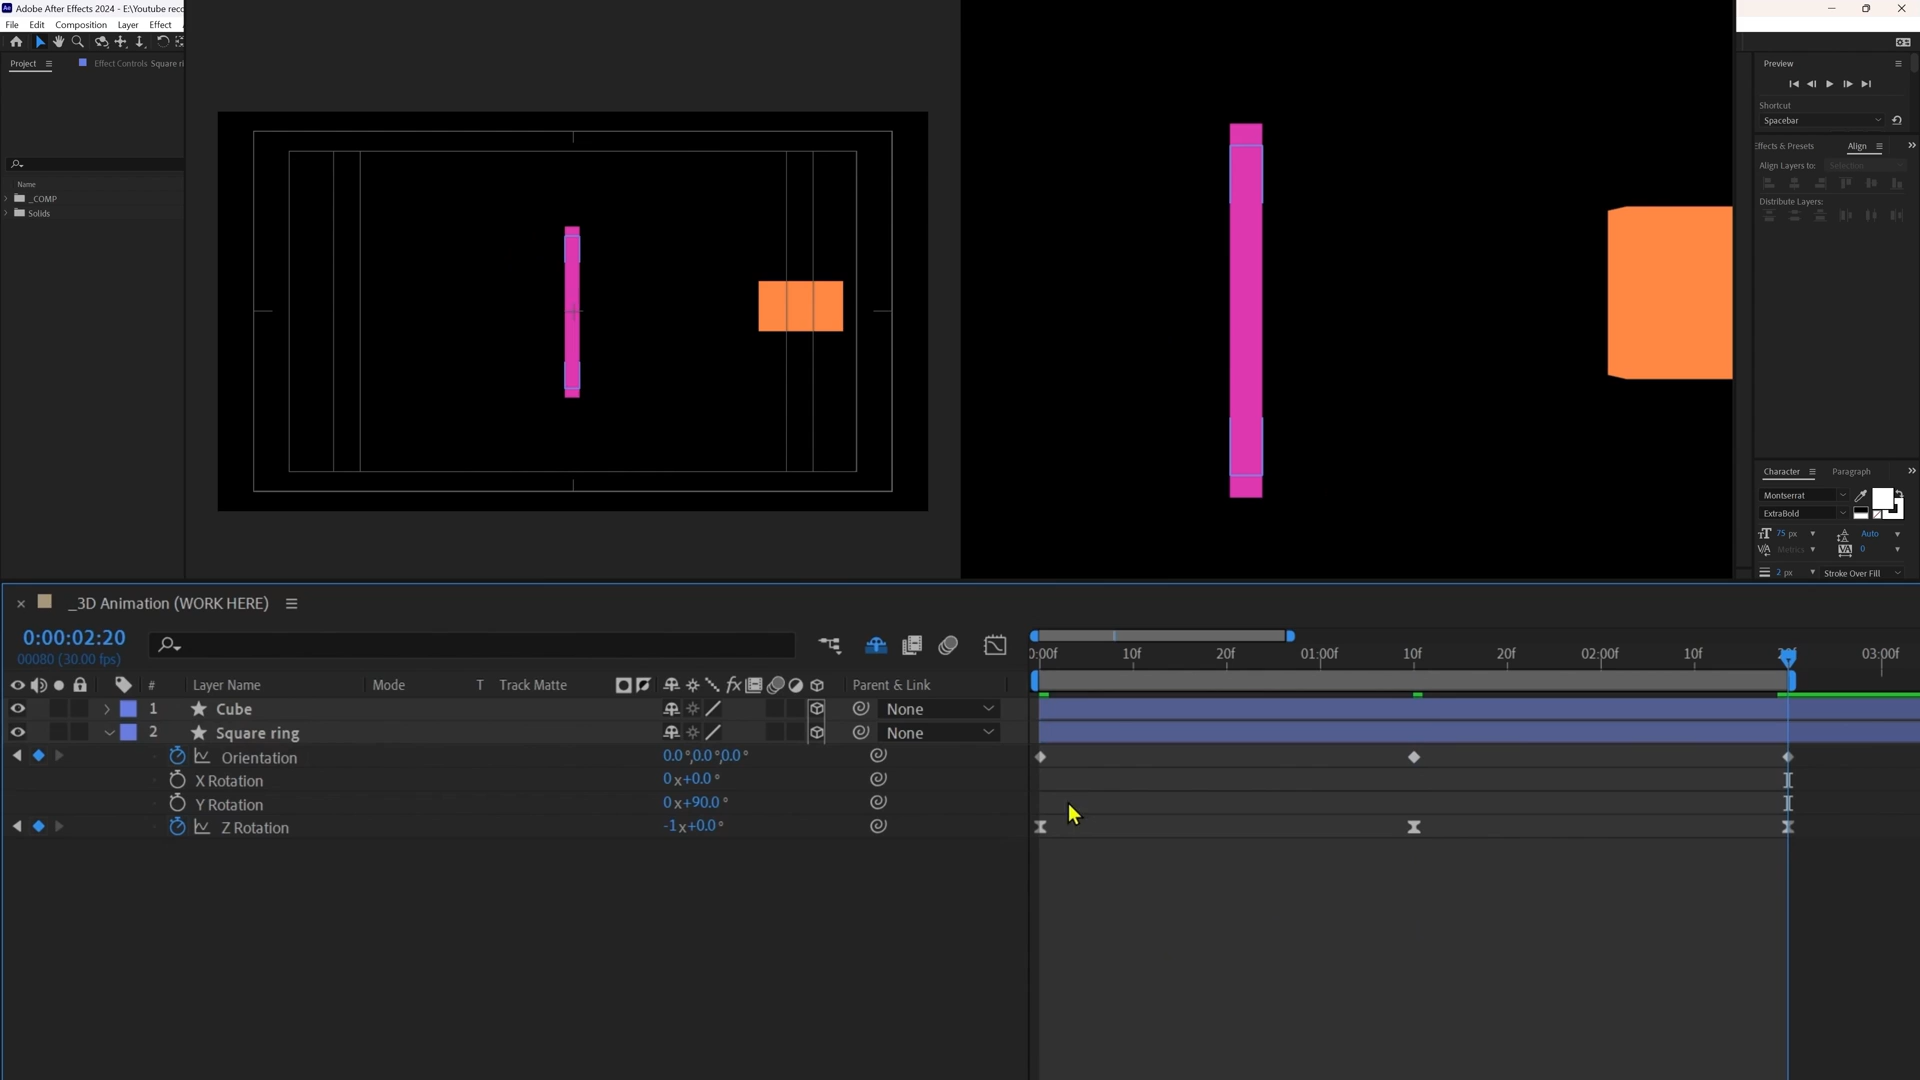 Adobe After Effects 2024 - E:\Youtube reco
File Edit Composition Layer Effect
Project
Effect Controls Square ri
Name
_COMP
Solids
Preview
Shortcut
Spacebar
Effects & Presets
Align
Align Layers to: Selection
Distribute Layers:
Character Paragraph
Montserrat
ExtraBold
75 px Auto
Metrics 0
2 px Stroke Over Fill
_3D Animation (WORK HERE)
0:00:02:20
00080 (30.00 fps)
0:00f 10f 20f 01:00f 10f 20f 02:00f 10f 20f 03:00f
# Layer Name Mode T Track Matte fx Parent & Link
1 Cube None
2 Square ring None
Orientation 0.0°,0.0°,0.0°
X Rotation 0x+0.0°
Y Rotation 0x+90.0°
Z Rotation -1x+0.0°